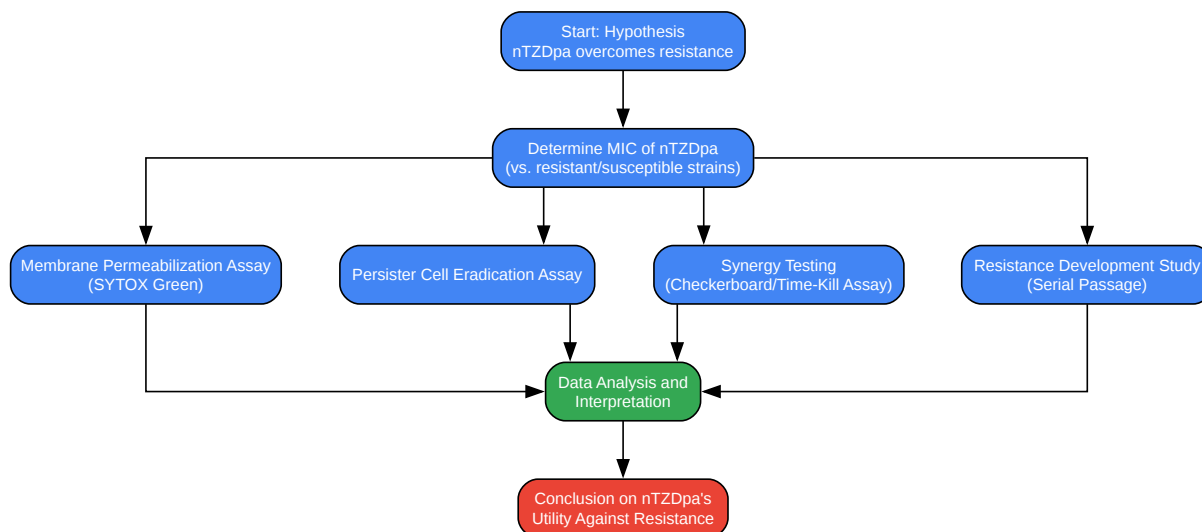 Start: Hypothesis
nTZDpa overcomes resistance
Determine MIC of nTZDpa
(vs. resistant/susceptible strains)
Membrane Permeabilization Assay
(SYTOX Green)
Persister Cell Eradication Assay
Synergy Testing
(Checkerboard/Time-Kill Assay)
Resistance Development Study
(Serial Passage)
Data Analysis and
Interpretation
Conclusion on nTZDpa's
Utility Against Resistance